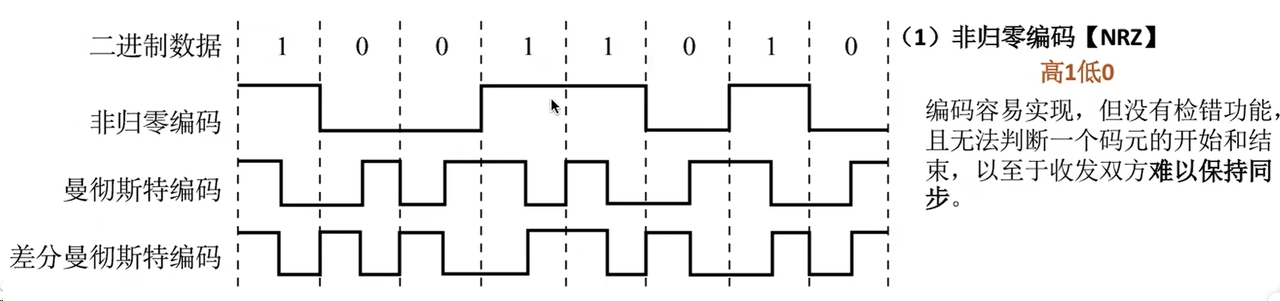 二进制数据 1 0 0 1 1 0 1 0
非归零编码
曼彻斯特编码
差分曼彻斯特编码
（1）非归零编码【NRZ】
高1低0
编码容易实现，但没有检错功能，
且无法判断一个码元的开始和结
束，以至于收发双方难以保持同
步。